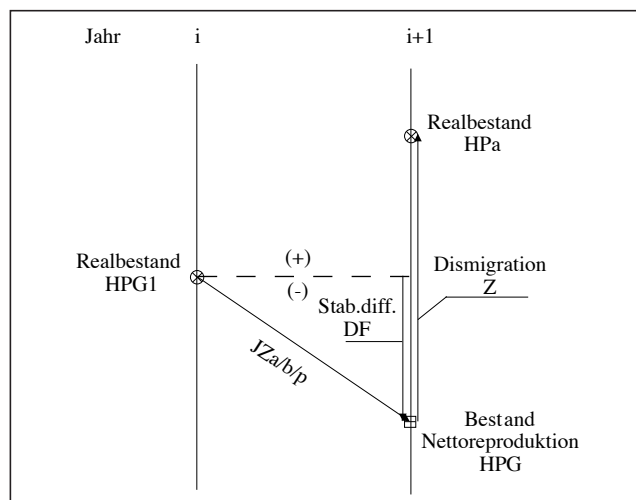 Jahr i i+1
Realbestand
HPa
Realbestand
HPG1
(+)
(-)
Dismigration
Z
Stab.diff.
DF
JZa/b/p
Bestand
Nettoreproduktion
HPG